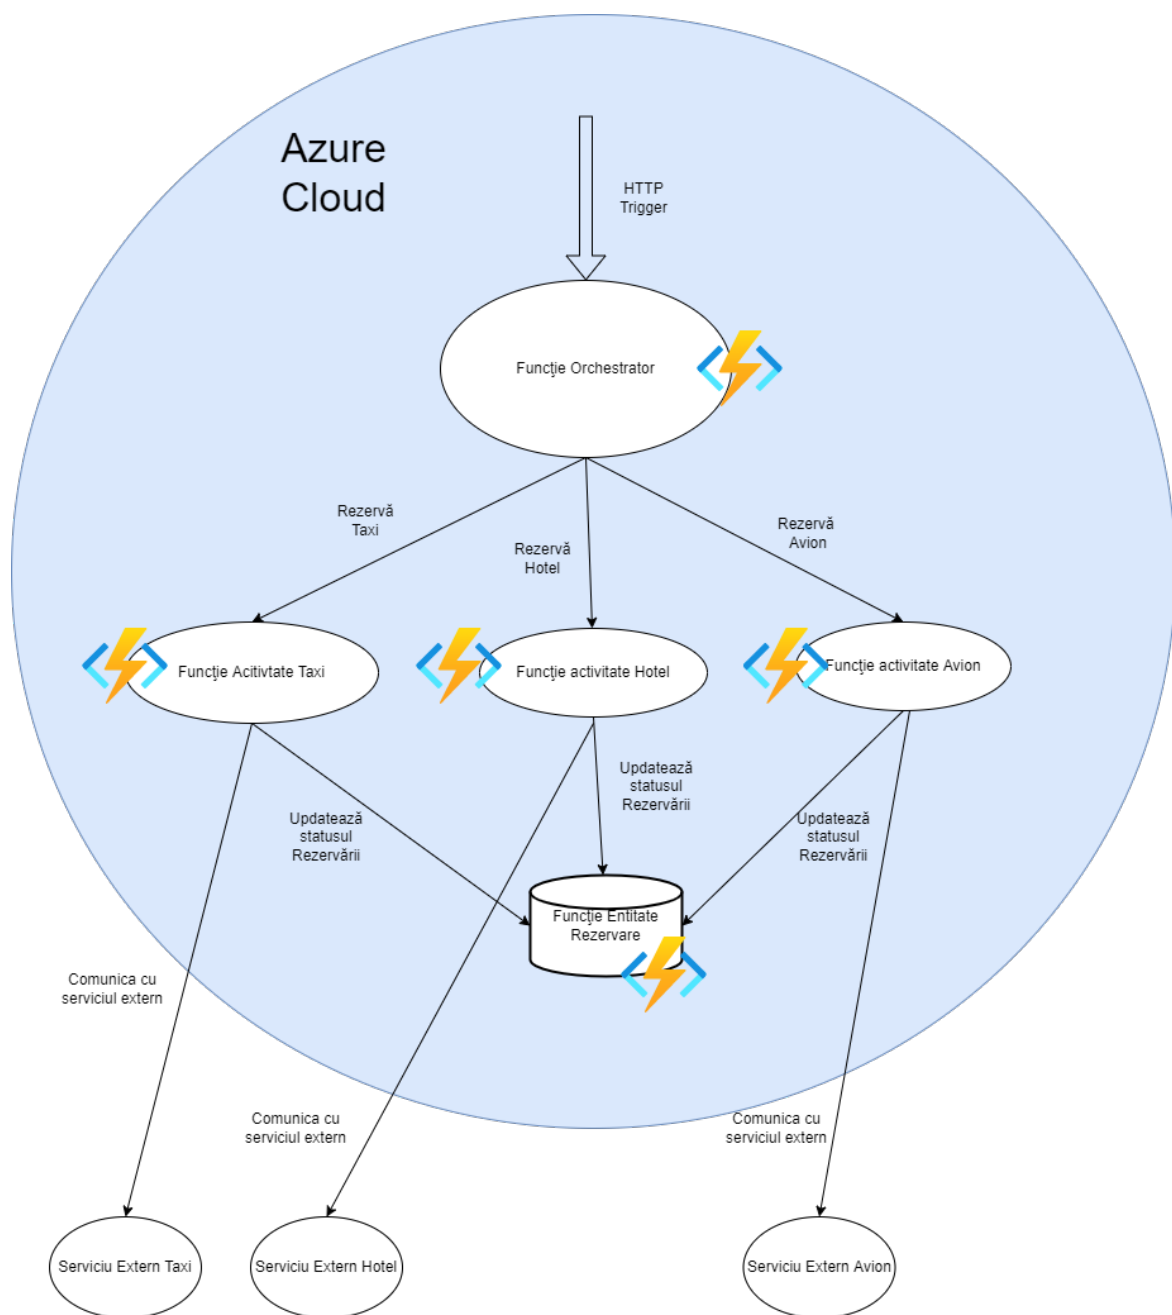 Azure
Cloud
HTTP
Trigger
Funcţie Orchestrator
Rezervă
Taxi
Rezervă
Hotel
Rezervă
Avion
Funcţie Acitivtate Taxi
Funcţie activitate Hotel
Funcţie activitate Avion
Updatează
statusul
Rezervării
Updatează
statusul
Rezervării
Updatează
statusul
Rezervării
Funcţie Entitate
Rezervare
Comunica cu
serviciul extern
Comunica cu
serviciul extern
Comunica cu
serviciul extern
Serviciu Extern Taxi
Serviciu Extern Hotel
Serviciu Extern Avion